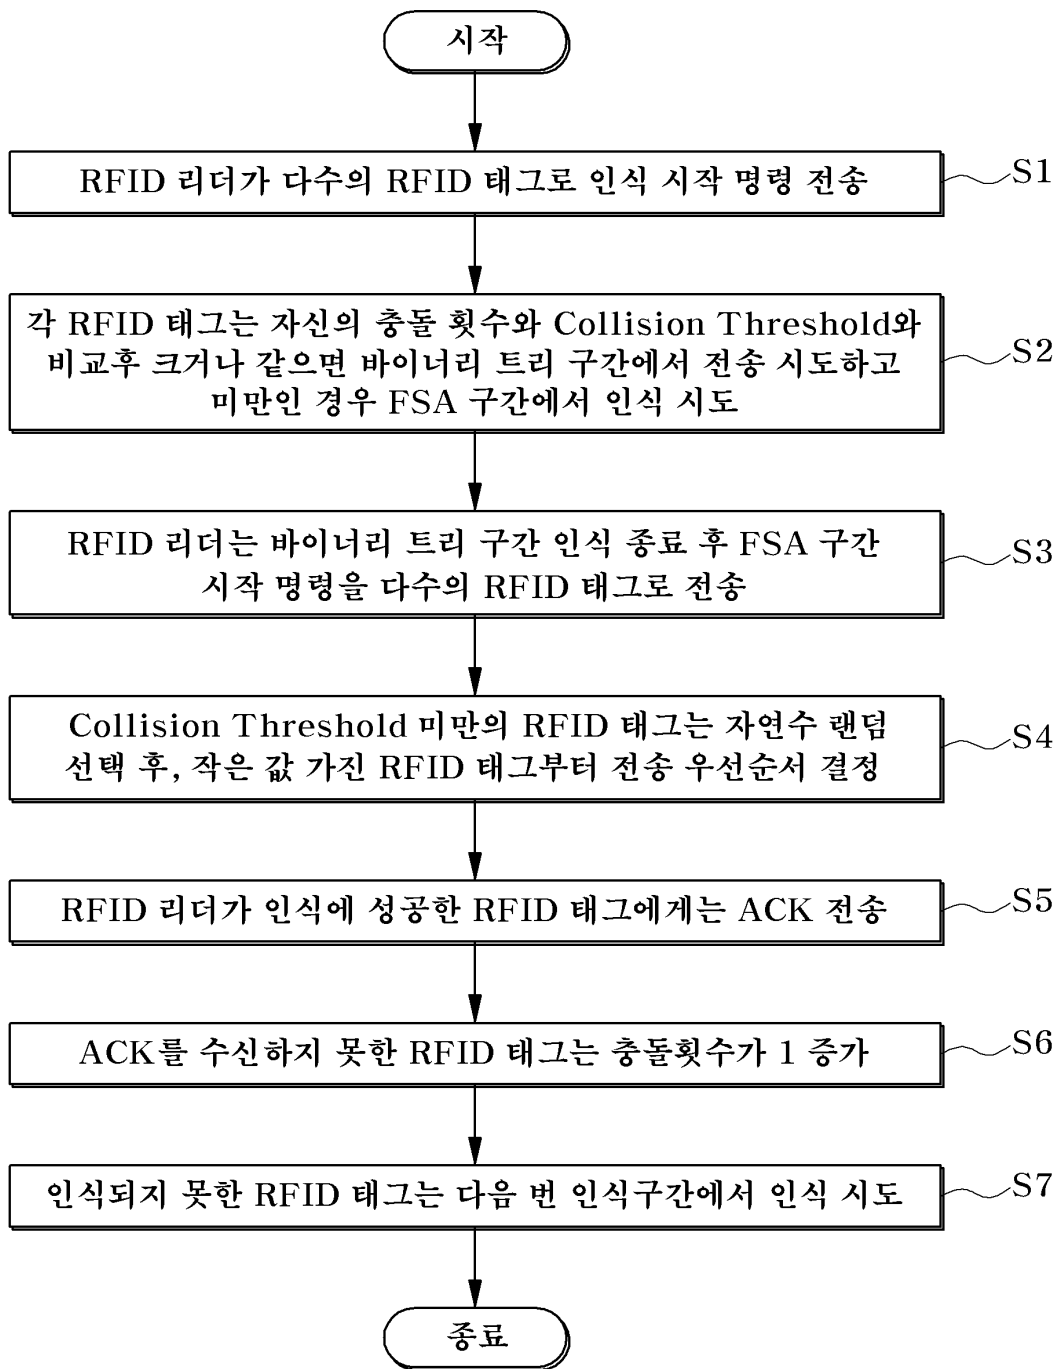 시작
RFID 리더가 다수의 RFID 태그로 인식 시작 명령 전송
S1
각 RFID 태그는 자신의 충돌 횟수와 Collision Threshold와
비교후 크거나 같으면 바이너리 트리 구간에서 전송 시도하고
미만인 경우 FSA 구간에서 인식 시도
S2
RFID 리더는 바이너리 트리 구간 인식 종료 후 FSA 구간
시작 명령을 다수의 RFID 태그로 전송
S3
Collision Threshold 미만의 RFID 태그는 자연수 랜덤
선택 후, 작은 값 가진 RFID 태그부터 전송 우선순서 결정
S4
RFID 리더가 인식에 성공한 RFID 태그에게는 ACK 전송
S5
ACK를 수신하지 못한 RFID 태그는 충돌횟수가 1 증가
S6
인식되지 못한 RFID 태그는 다음 번 인식구간에서 인식 시도
S7
종료